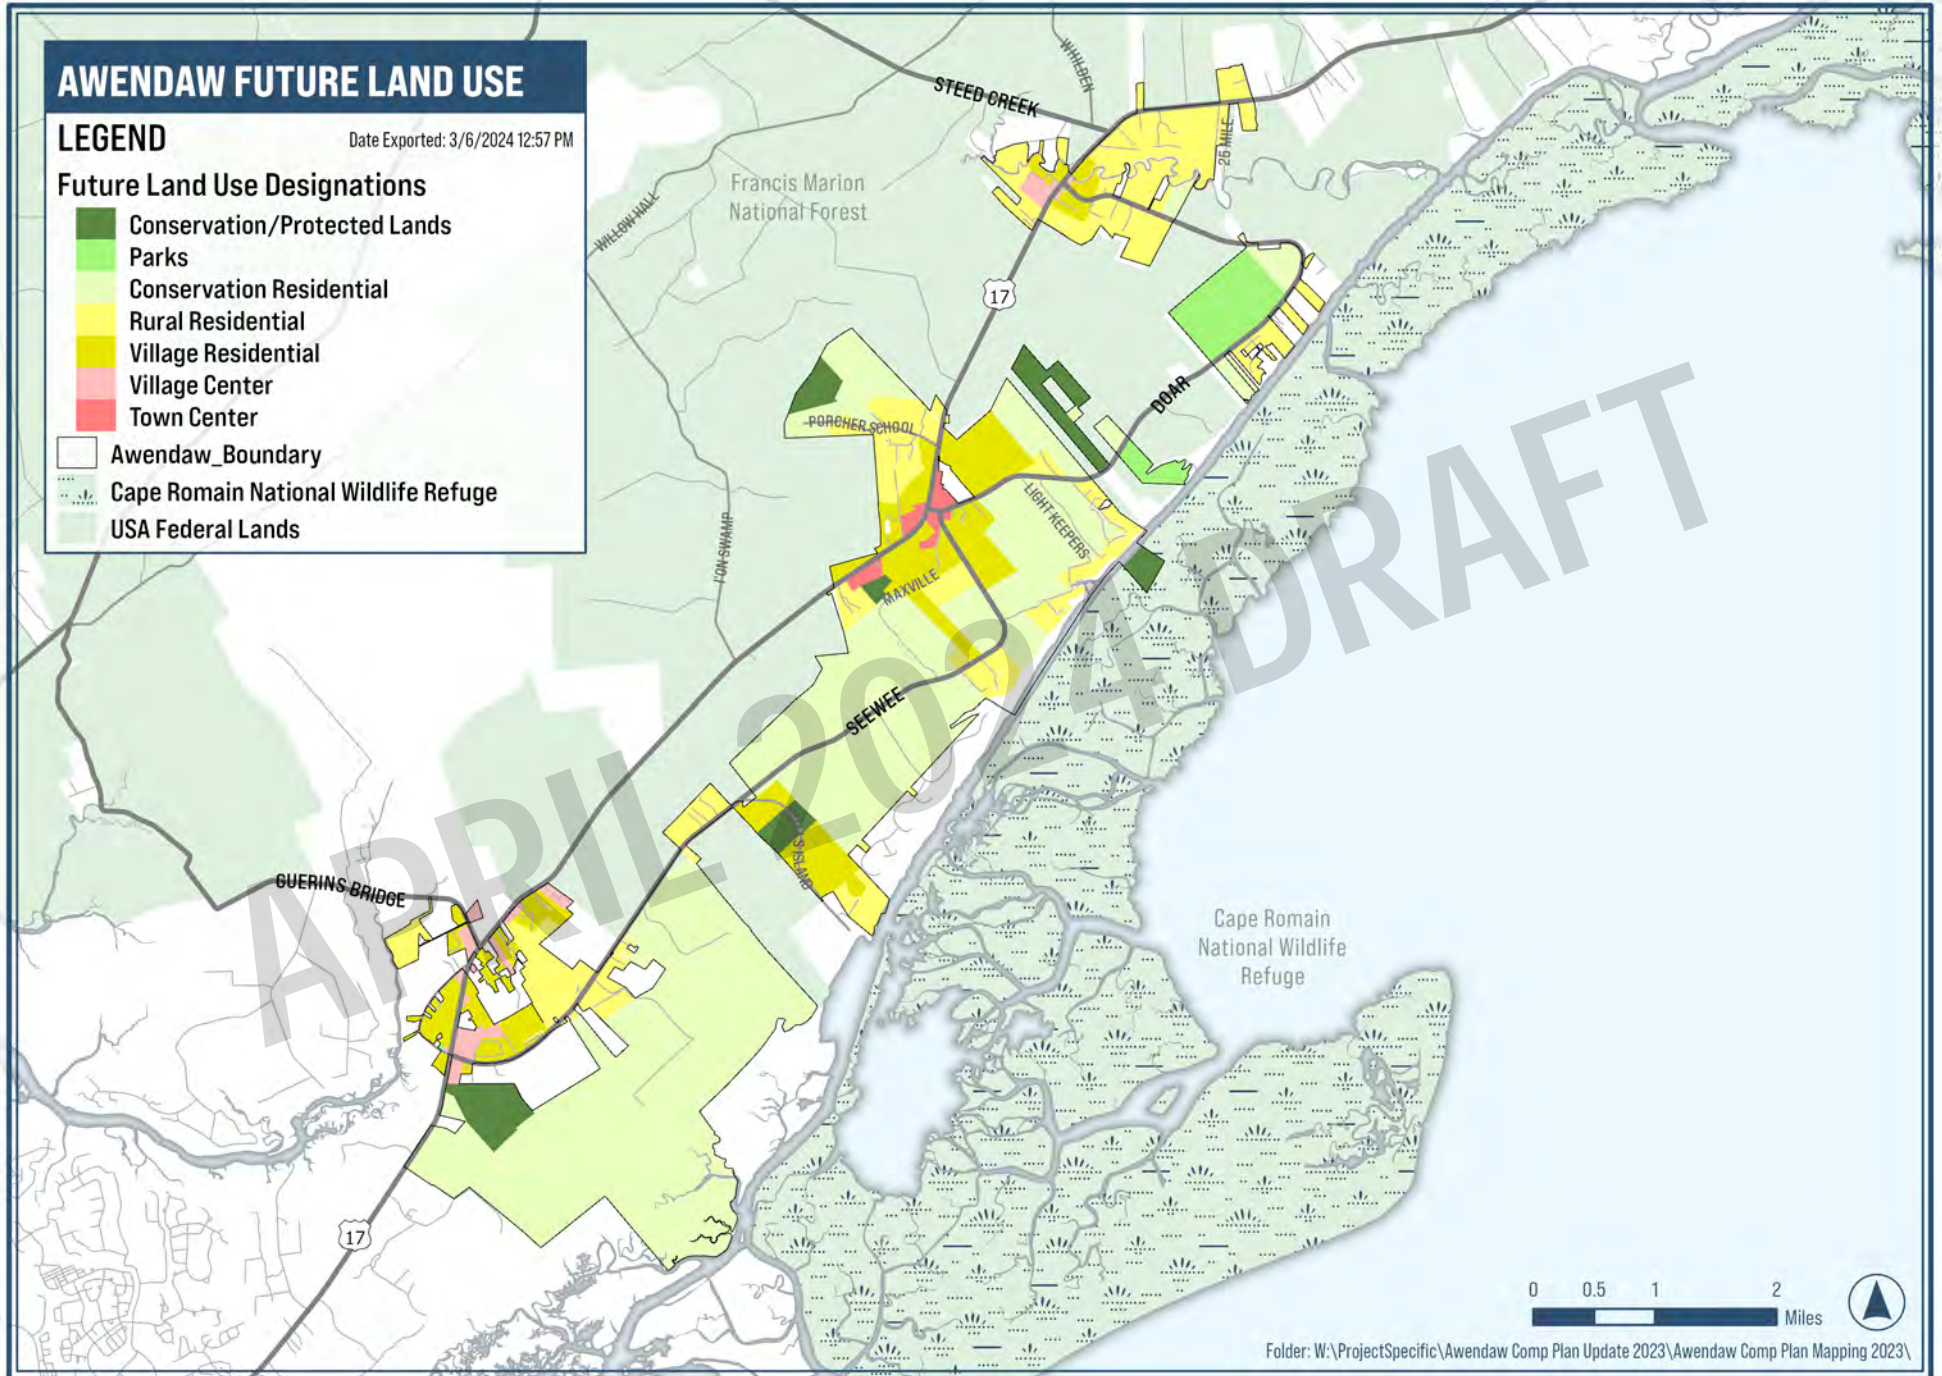 AWENDAW FUTURE LAND USE
LEGEND
Date Exported: 3/6/2024 12:57 PM
Future Land Use Designations
Conservation/Protected Lands
Parks
Conservation Residential
Rural Residential
Village Residential
Village Center
Town Center
Awendaw_Boundary
Cape Romain National Wildlife Refuge
USA Federal Lands
WHILDEN
STEED CREEK
25 MILE
Francis Marion
National Forest
WILLOW HALL
17
DOAR
PORCHER SCHOOL
LIGHT KEEPERS
I'ON SWAMP
MAXVILLE
SEEWEE
S ISLAND
GUERINS BRIDGE
Cape Romain
National Wildlife
Refuge
17
APRIL 2024 DRAFT
0 0.5 1 2
Miles
Folder: W:\ProjectSpecific\Awendaw Comp Plan Update 2023\Awendaw Comp Plan Mapping 2023\